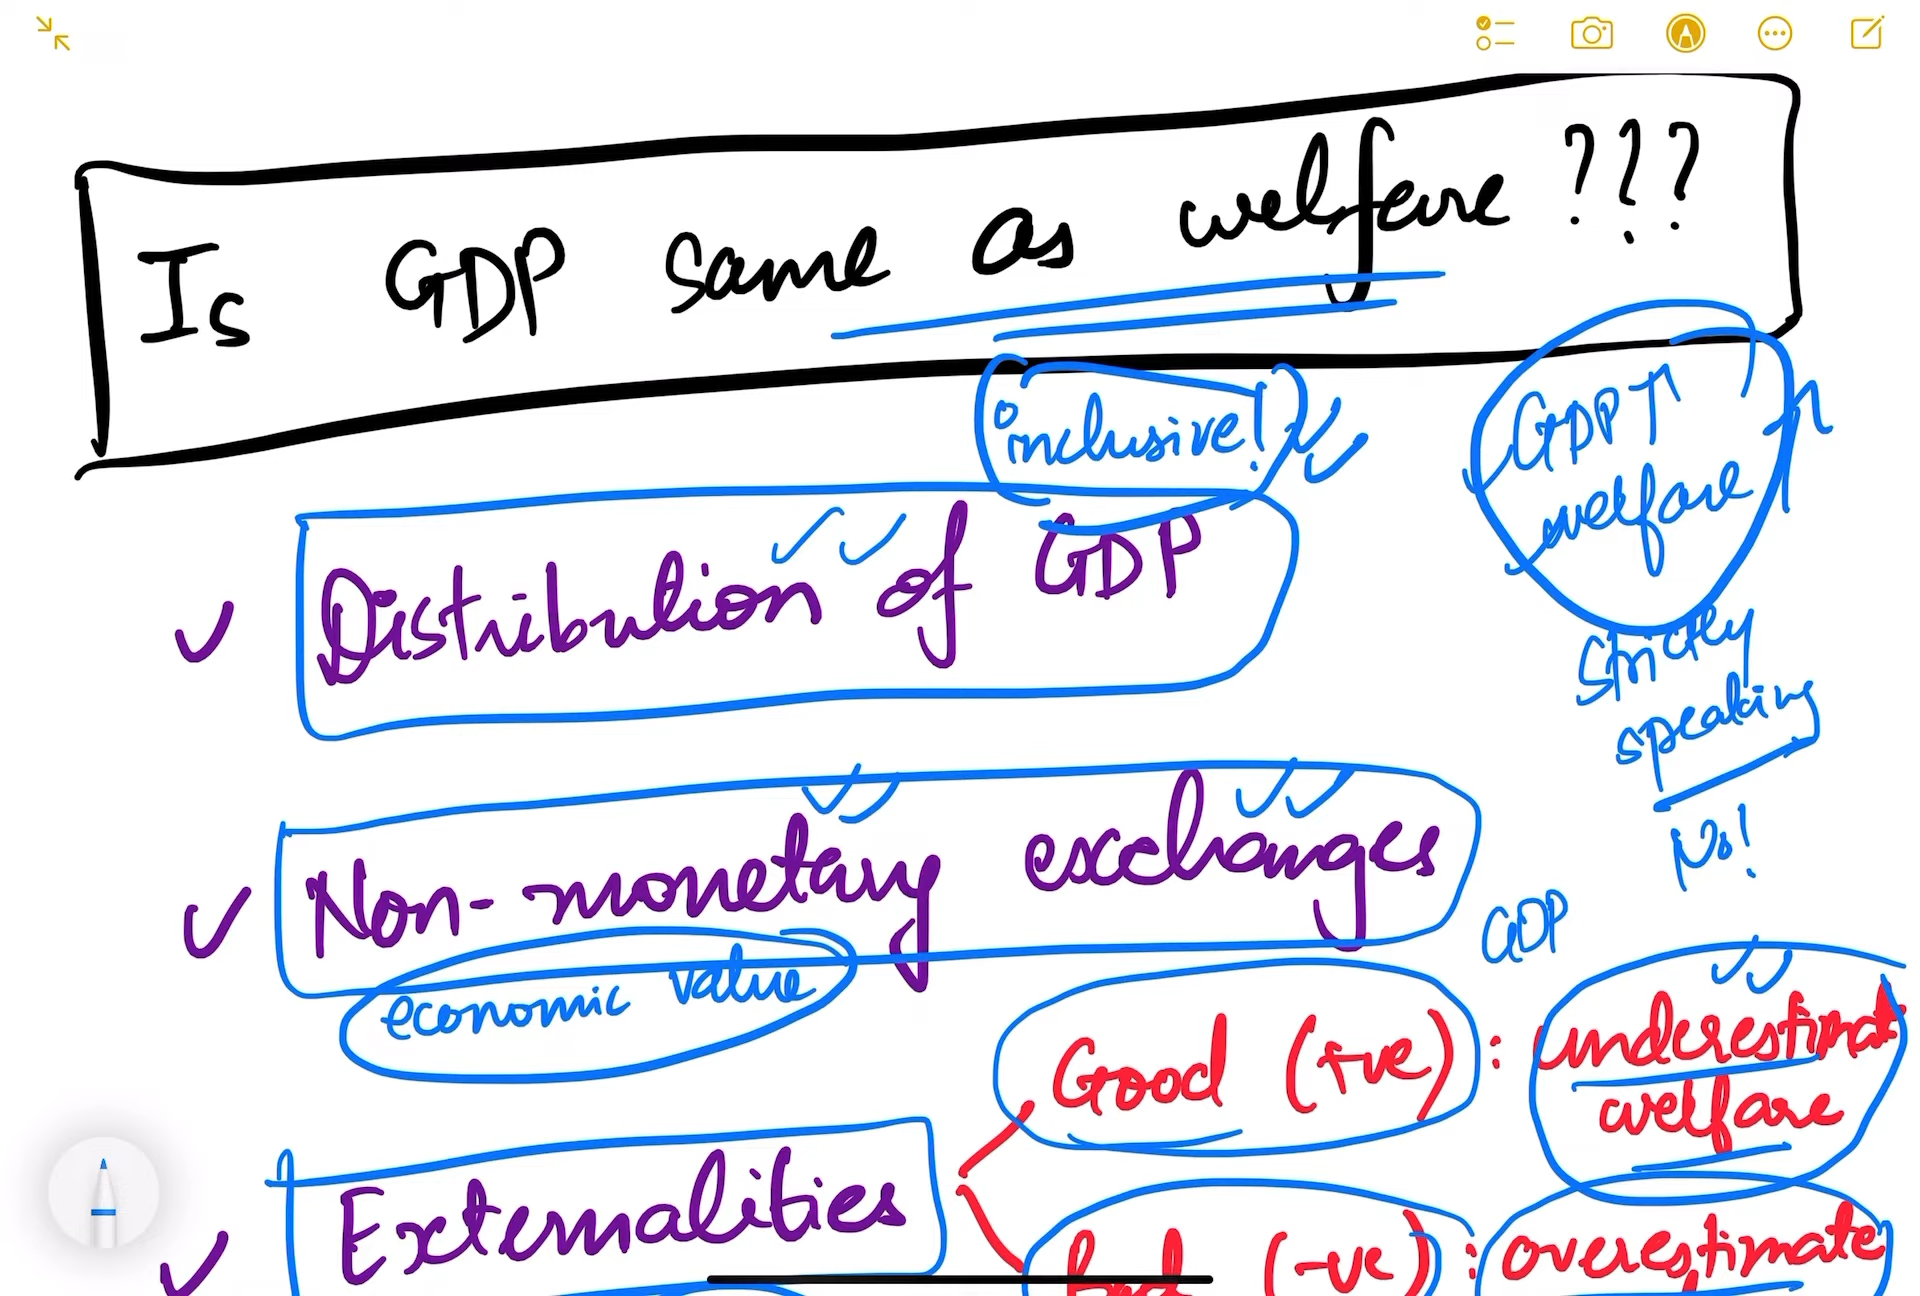 Is GDP same as welfare ???
inclusive!
GDP↑
welfare
Distribution of GDP
Strictly
speaking
No!
Non-monetary exchanges
economic value
GDP
Good (+ve) : underestimate
welfare
Externalities
Bad (-ve) : overestimate